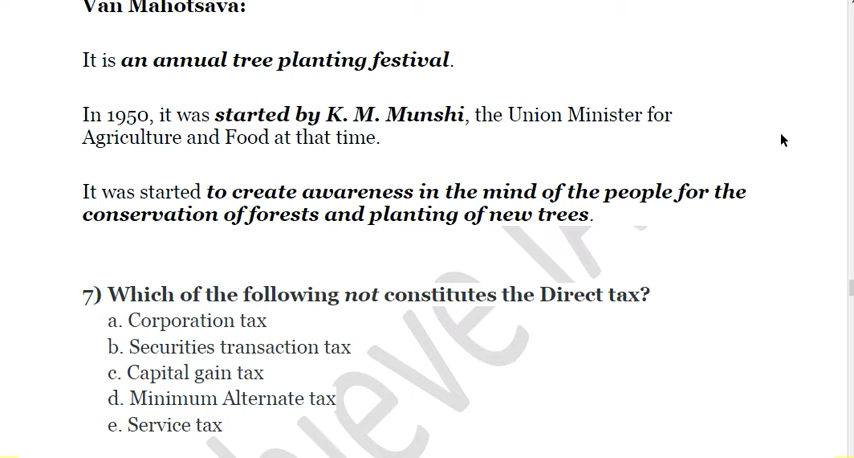 Van Mahotsava:
It is an annual tree planting festival.
In 1950, it was started by K. M. Munshi, the Union Minister for
Agriculture and Food at that time.
It was started to create awareness in the mind of the people for the
conservation of forests and planting of new trees.
7) Which of the following not constitutes the Direct tax?
a. Corporation tax
b. Securities transaction tax
c. Capital gain tax
d. Minimum Alternate tax
e. Service tax